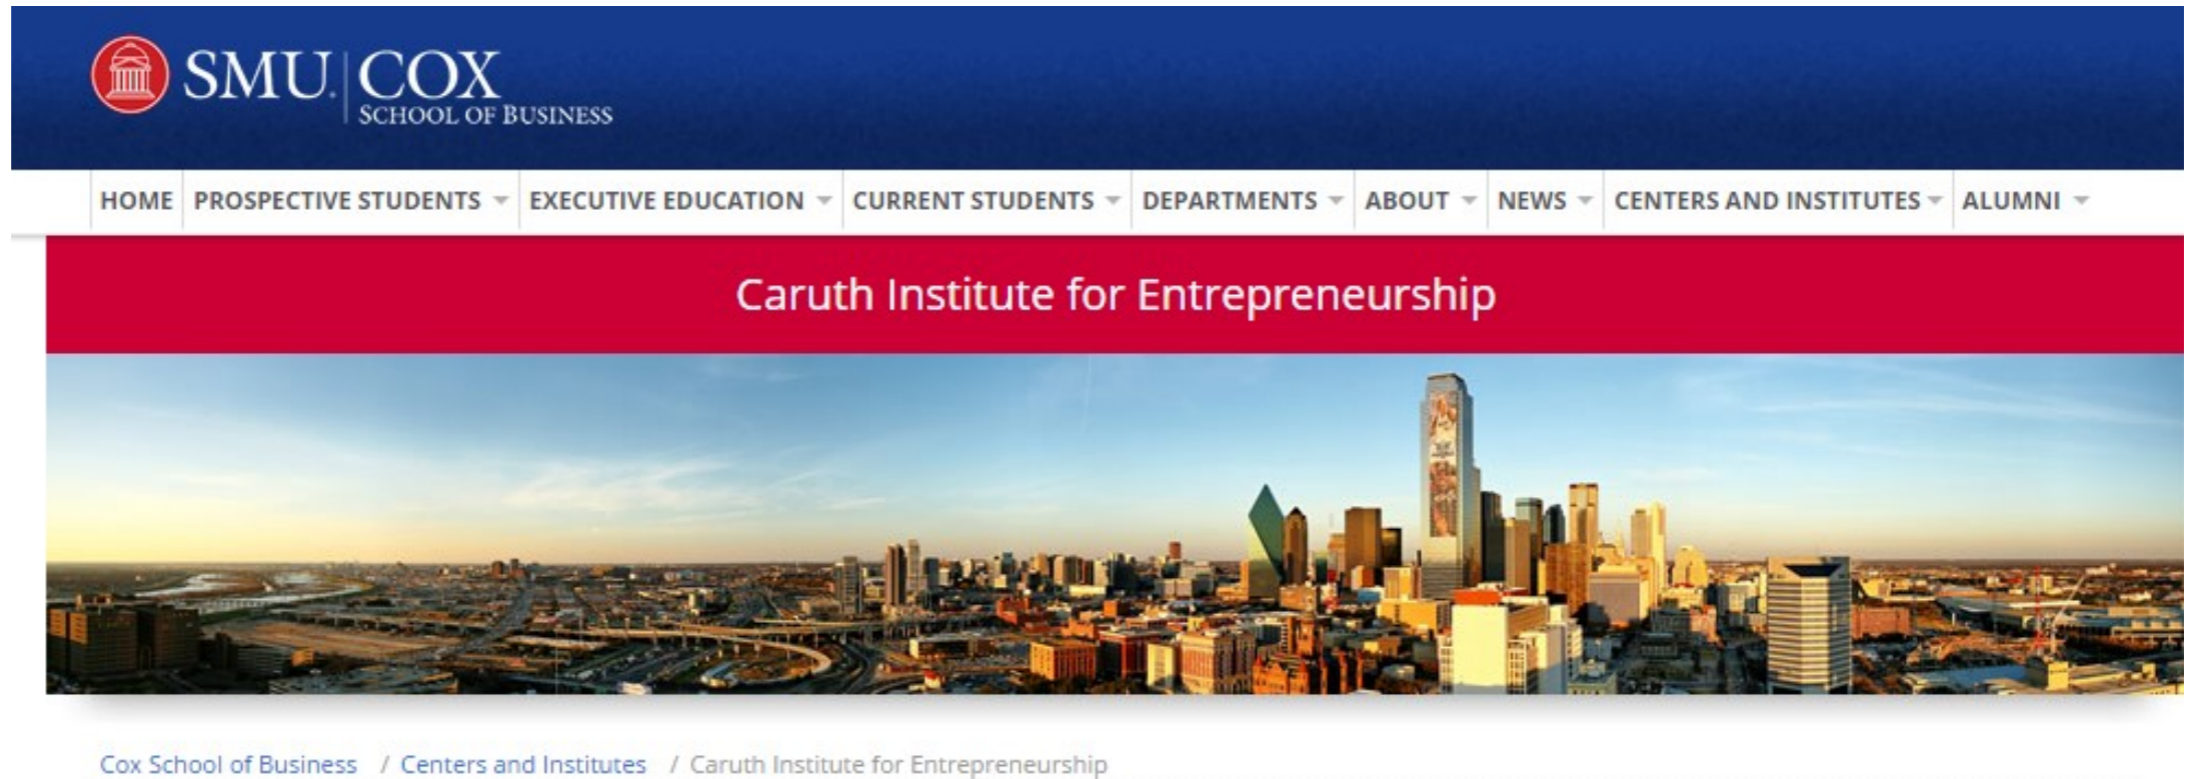 SMU. COX
SCHOOL OF BUSINESS
HOME PROSPECTIVE STUDENTS EXECUTIVE EDUCATION CURRENT STUDENTS DEPARTMENTS ABOUT NEWS CENTERS AND INSTITUTES ALUMNI
Caruth Institute for Entrepreneurship
Cox School of Business / Centers and Institutes / Caruth Institute for Entrepreneurship